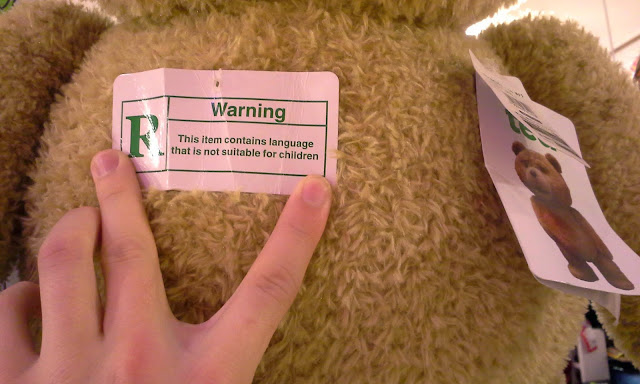 R
Warning
This item contains language
that is not suitable for children
ted